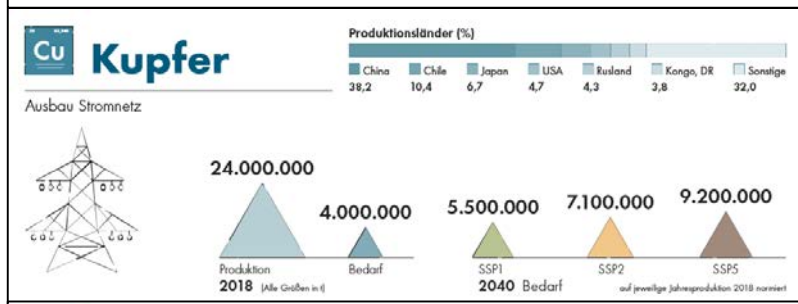 Produktionsländer (%)
Cu
Kupfer
China Chile Japan USA Rusland Kongo, DR Sonstige
38,2 10,4 6,7 4,7 4,3 3,8 32,0
Ausbau Stromnetz
24.000.000
4.000.000
5.500.000
7.100.000
9.200.000
Produktion Bedarf SSP1 SSP2 SSP5
2018 (Alle Größen in t) 2040 Bedarf auf jeweilige Jahresproduktion 2018 normiert